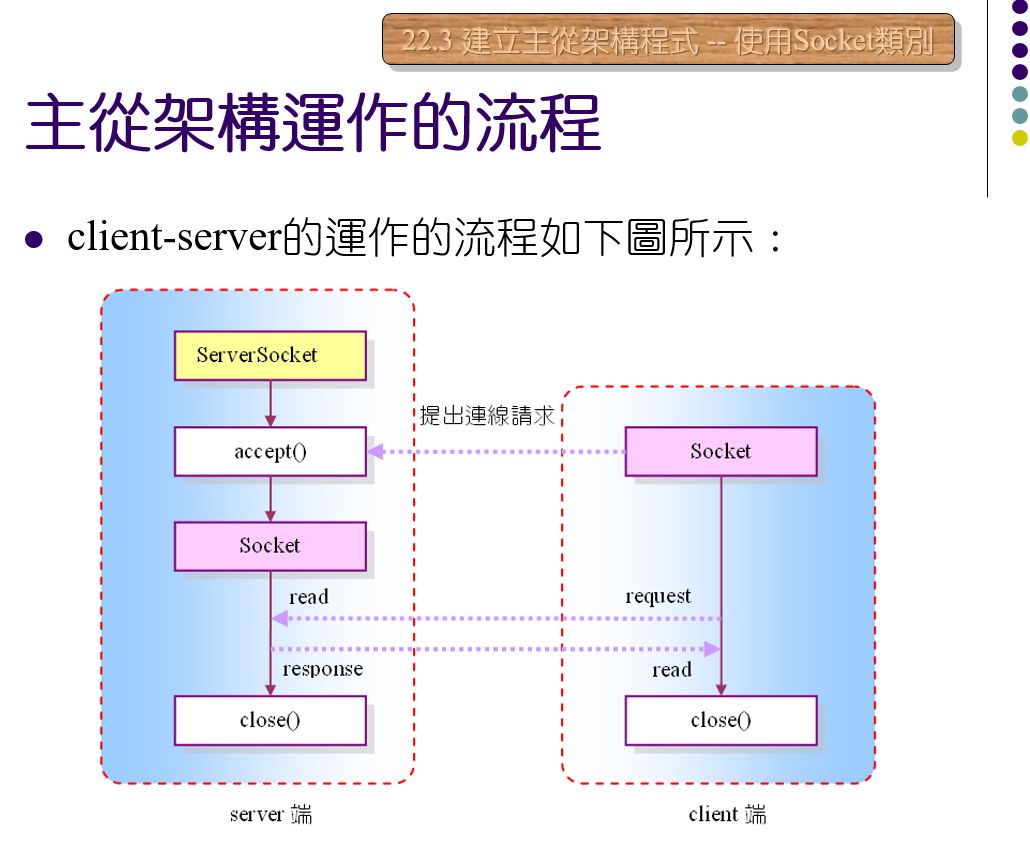 22.3 建立主從架構程式 -- 使用Socket類別
主從架構運作的流程
client-server的運作的流程如下圖所示：
ServerSocket
提出連線請求
accept()
Socket
Socket
read
request
response
read
close()
close()
server 端
client 端